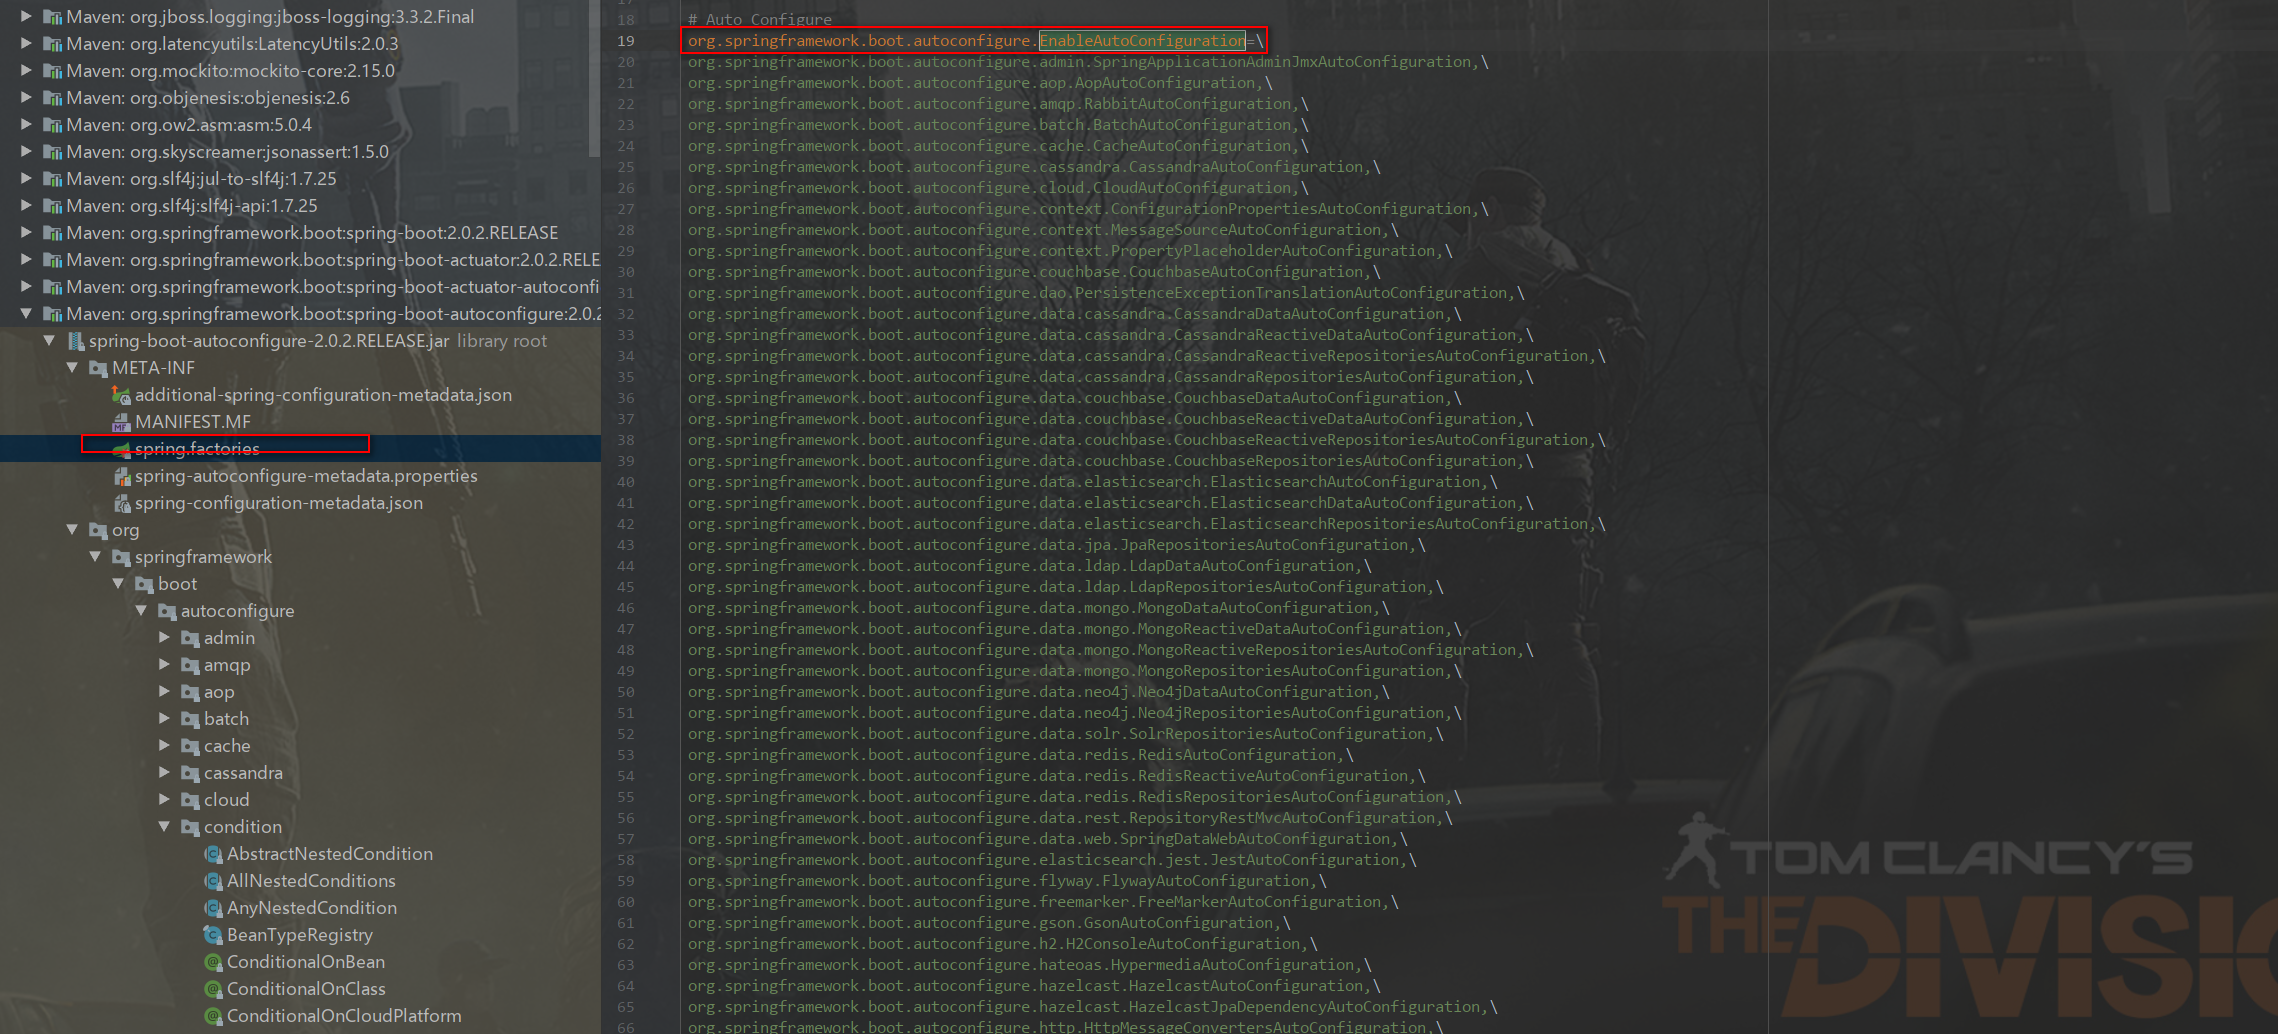 Maven: org.jboss.logging:jboss-logging:3.3.2.Final
Maven: org.latencyutils:LatencyUtils:2.0.3
Maven: org.mockito:mockito-core:2.15.0
Maven: org.objenesis:objenesis:2.6
Maven: org.ow2.asm:asm:5.0.4
Maven: org.skyscreamer:jsonassert:1.5.0
Maven: org.slf4j:jul-to-slf4j:1.7.25
Maven: org.slf4j:slf4j-api:1.7.25
Maven: org.springframework.boot:spring-boot:2.0.2.RELEASE
Maven: org.springframework.boot:spring-boot-actuator:2.0.2.RELE
Maven: org.springframework.boot:spring-boot-actuator-autoconfi
Maven: org.springframework.boot:spring-boot-autoconfigure:2.0.2
spring-boot-autoconfigure-2.0.2.RELEASE.jar library root
META-INF
additional-spring-configuration-metadata.json
MANIFEST.MF
spring.factories
spring-autoconfigure-metadata.properties
spring-configuration-metadata.json
org
springframework
boot
autoconfigure
admin
amqp
aop
batch
cache
cassandra
cloud
condition
AbstractNestedCondition
AllNestedConditions
AnyNestedCondition
BeanTypeRegistry
ConditionalOnBean
ConditionalOnClass
ConditionalOnCloudPlatform
18 # Auto Configure
19 org.springframework.boot.autoconfigure.EnableAutoConfiguration=\
20 org.springframework.boot.autoconfigure.admin.SpringApplicationAdminJmxAutoConfiguration,\
21 org.springframework.boot.autoconfigure.aop.AopAutoConfiguration,\
22 org.springframework.boot.autoconfigure.amqp.RabbitAutoConfiguration,\
23 org.springframework.boot.autoconfigure.batch.BatchAutoConfiguration,\
24 org.springframework.boot.autoconfigure.cache.CacheAutoConfiguration,\
25 org.springframework.boot.autoconfigure.cassandra.CassandraAutoConfiguration,\
26 org.springframework.boot.autoconfigure.cloud.CloudAutoConfiguration,\
27 org.springframework.boot.autoconfigure.context.ConfigurationPropertiesAutoConfiguration,\
28 org.springframework.boot.autoconfigure.context.MessageSourceAutoConfiguration,\
29 org.springframework.boot.autoconfigure.context.PropertyPlaceholderAutoConfiguration,\
30 org.springframework.boot.autoconfigure.couchbase.CouchbaseAutoConfiguration,\
31 org.springframework.boot.autoconfigure.dao.PersistenceExceptionTranslationAutoConfiguration,\
32 org.springframework.boot.autoconfigure.data.cassandra.CassandraDataAutoConfiguration,\
33 org.springframework.boot.autoconfigure.data.cassandra.CassandraReactiveDataAutoConfiguration,\
34 org.springframework.boot.autoconfigure.data.cassandra.CassandraReactiveRepositoriesAutoConfiguration,\
35 org.springframework.boot.autoconfigure.data.cassandra.CassandraRepositoriesAutoConfiguration,\
36 org.springframework.boot.autoconfigure.data.couchbase.CouchbaseDataAutoConfiguration,\
37 org.springframework.boot.autoconfigure.data.couchbase.CouchbaseReactiveDataAutoConfiguration,\
38 org.springframework.boot.autoconfigure.data.couchbase.CouchbaseReactiveRepositoriesAutoConfiguration,\
39 org.springframework.boot.autoconfigure.data.couchbase.CouchbaseRepositoriesAutoConfiguration,\
40 org.springframework.boot.autoconfigure.data.elasticsearch.ElasticsearchAutoConfiguration,\
41 org.springframework.boot.autoconfigure.data.elasticsearch.ElasticsearchDataAutoConfiguration,\
42 org.springframework.boot.autoconfigure.data.elasticsearch.ElasticsearchRepositoriesAutoConfiguration,\
43 org.springframework.boot.autoconfigure.data.jpa.JpaRepositoriesAutoConfiguration,\
44 org.springframework.boot.autoconfigure.data.ldap.LdapDataAutoConfiguration,\
45 org.springframework.boot.autoconfigure.data.ldap.LdapRepositoriesAutoConfiguration,\
46 org.springframework.boot.autoconfigure.data.mongo.MongoDataAutoConfiguration,\
47 org.springframework.boot.autoconfigure.data.mongo.MongoReactiveDataAutoConfiguration,\
48 org.springframework.boot.autoconfigure.data.mongo.MongoReactiveRepositoriesAutoConfiguration,\
49 org.springframework.boot.autoconfigure.data.mongo.MongoRepositoriesAutoConfiguration,\
50 org.springframework.boot.autoconfigure.data.neo4j.Neo4jDataAutoConfiguration,\
51 org.springframework.boot.autoconfigure.data.neo4j.Neo4jRepositoriesAutoConfiguration,\
52 org.springframework.boot.autoconfigure.data.solr.SolrRepositoriesAutoConfiguration,\
53 org.springframework.boot.autoconfigure.data.redis.RedisAutoConfiguration,\
54 org.springframework.boot.autoconfigure.data.redis.RedisReactiveAutoConfiguration,\
55 org.springframework.boot.autoconfigure.data.redis.RedisRepositoriesAutoConfiguration,\
56 org.springframework.boot.autoconfigure.data.rest.RepositoryRestMvcAutoConfiguration,\
57 org.springframework.boot.autoconfigure.data.web.SpringDataWebAutoConfiguration,\
58 org.springframework.boot.autoconfigure.elasticsearch.jest.JestAutoConfiguration,\
59 org.springframework.boot.autoconfigure.flyway.FlywayAutoConfiguration,\
60 org.springframework.boot.autoconfigure.freemarker.FreeMarkerAutoConfiguration,\
61 org.springframework.boot.autoconfigure.gson.GsonAutoConfiguration,\
62 org.springframework.boot.autoconfigure.h2.H2ConsoleAutoConfiguration,\
63 org.springframework.boot.autoconfigure.hateoas.HypermediaAutoConfiguration,\
64 org.springframework.boot.autoconfigure.hazelcast.HazelcastAutoConfiguration,\
65 org.springframework.boot.autoconfigure.hazelcast.HazelcastJpaDependencyAutoConfiguration,\
66 org.springframework.boot.autoconfigure.http.HttpMessageConvertersAutoConfiguration,\
TOM CLANCY'S
THE DIVISIO